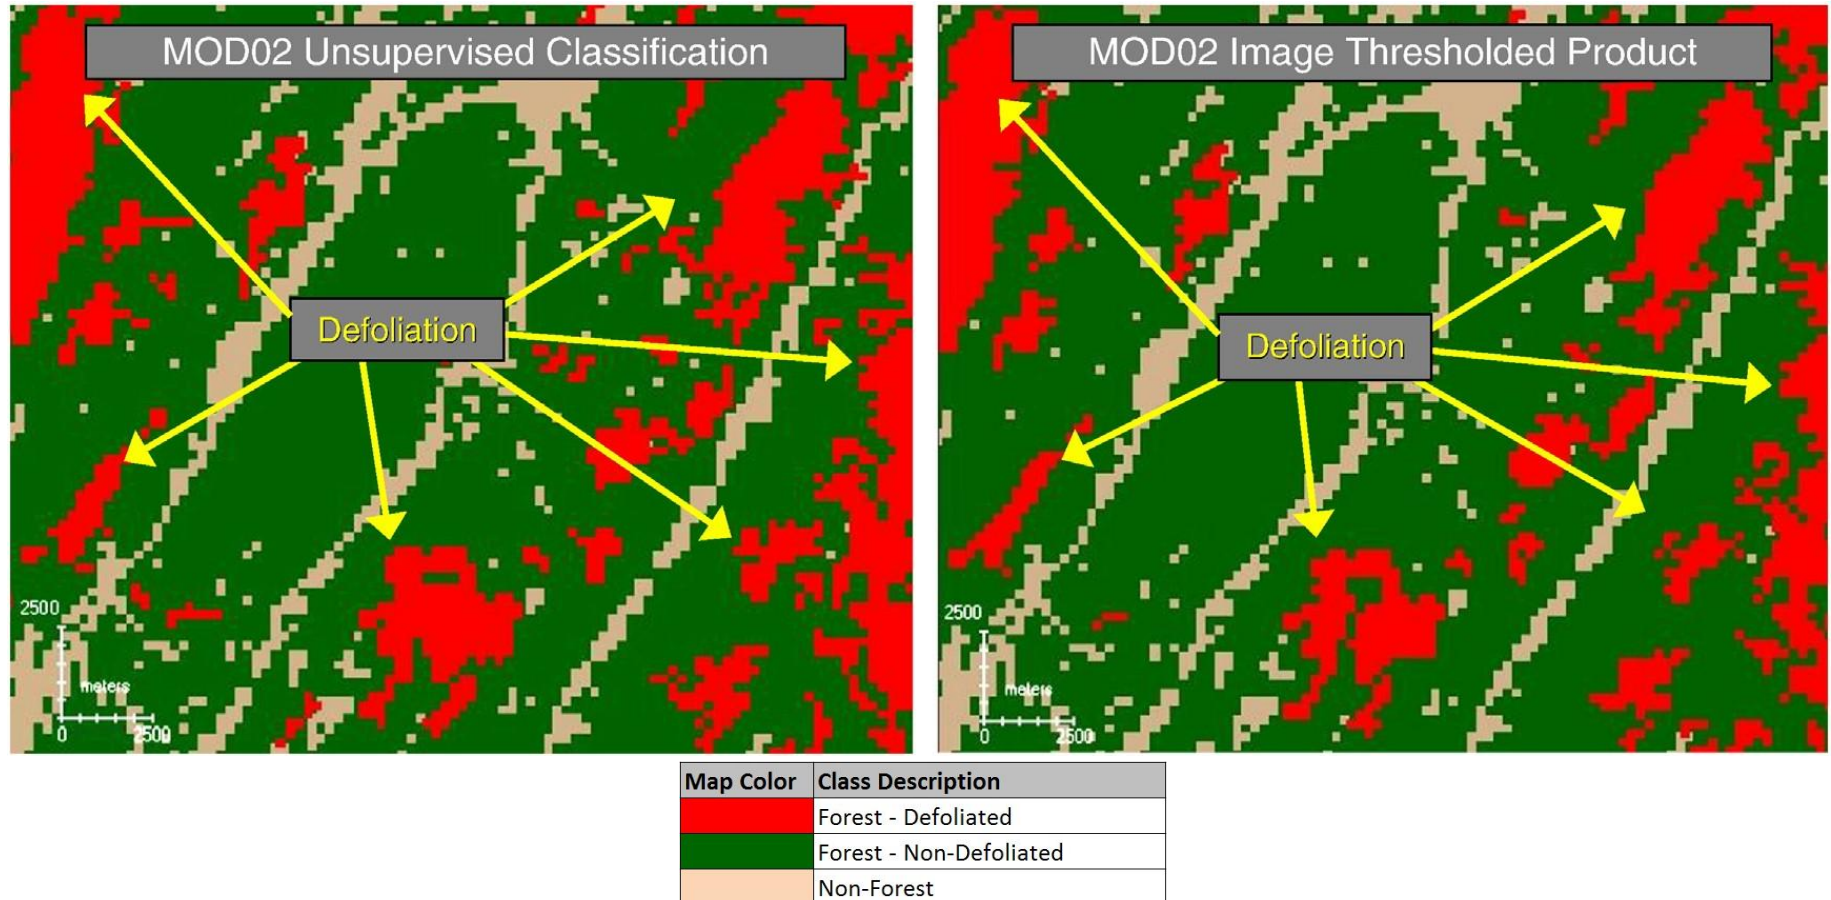 MOD02 Unsupervised Classification
Defoliation
2500
meters
0 2500
MOD02 Image Thresholded Product
Defoliation
2500
meters
0 2500
Map Color Class Description
Forest - Defoliated
Forest - Non-Defoliated
Non-Forest